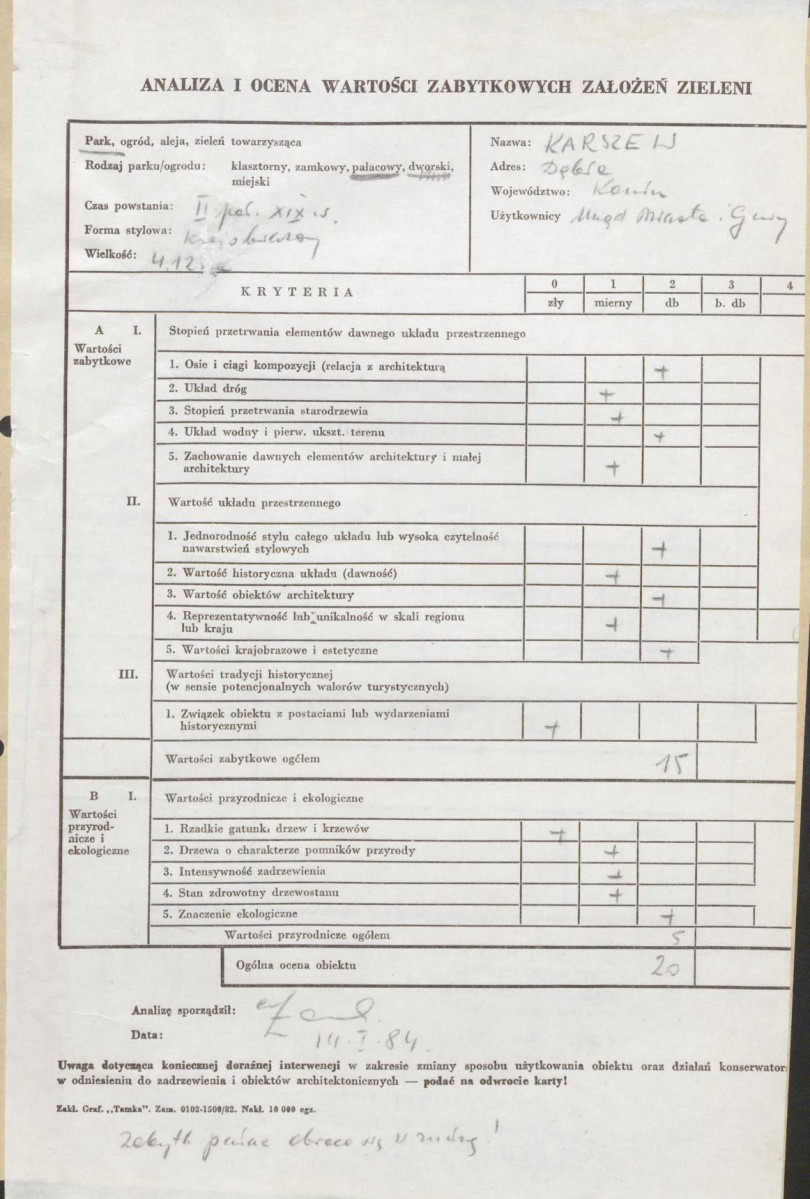 ANALIZA I OCENA WARTOŚCI ZABYTKOWYCH ZAŁOŻEŃ ZIELENI
Park, ogród, aleja, zieleń towarzysząca
Rodzaj parku/ogrodu: klasztorny, zamkowy, pałacowy, dworski,
miejski
Czas powstania: II poł. XIX w.
Forma stylowa: Krajobrazowy
Wielkość: 4.12.
Nazwa: KARSZEW
Adres: Dąbie
Województwo: Konin
Użytkownicy Urząd Miasta i Gminy
KRYTERIA
0 1 2 3 4
zły mierny db b. db
A I. Stopień przetrwania elementów dawnego układu przestrzennego
Wartości
zabytkowe
1. Osie i ciągi kompozycji (relacja z architekturą +
2. Układ dróg +
3. Stopień przetrwania starodrzewia +
4. Układ wodny i pierw. ukszt. terenu +
5. Zachowanie dawnych elementów architektury i małej
architektury +
II. Wartość układu przestrzennego
1. Jednorodność stylu całego układu lub wysoka czytelność
nawarstwień stylowych +
2. Wartość historyczna układu (dawność) +
3. Wartość obiektów architektury +
4. Reprezentatywność lub unikalność w skali regionu
lub kraju +
5. Wartości krajobrazowe i estetyczne +
III. Wartości tradycji historycznej
(w sensie potencjonalnych walorów turystycznych)
1. Związek obiektu z postaciami lub wydarzeniami
historycznymi +
Wartości zabytkowe ogółem 15
B I. Wartości przyrodnicze i ekologiczne
Wartości
przyrod-
nicze i
ekologiczne
1. Rzadkie gatunki drzew i krzewów +
2. Drzewa o charakterze pomników przyrody +
3. Intensywność zadrzewienia +
4. Stan zdrowotny drzewostanu +
5. Znaczenie ekologiczne +
Wartości przyrodnicze ogółem 5
Ogólna ocena obiektu 20
Analizę sporządził:
Data: 14.I.84.
Uwaga dotycząca koniecznej doraźnej interwencji w zakresie zmiany sposobu użytkowania obiektu oraz działań konserwator
w odniesieniu do zadrzewienia i obiektów architektonicznych — podać na odwrocie karty!
Zakł. Graf. „Tamka". Zam. 0102-1500/82. Nakł. 10 000 egz.
obraca się w ruinę!